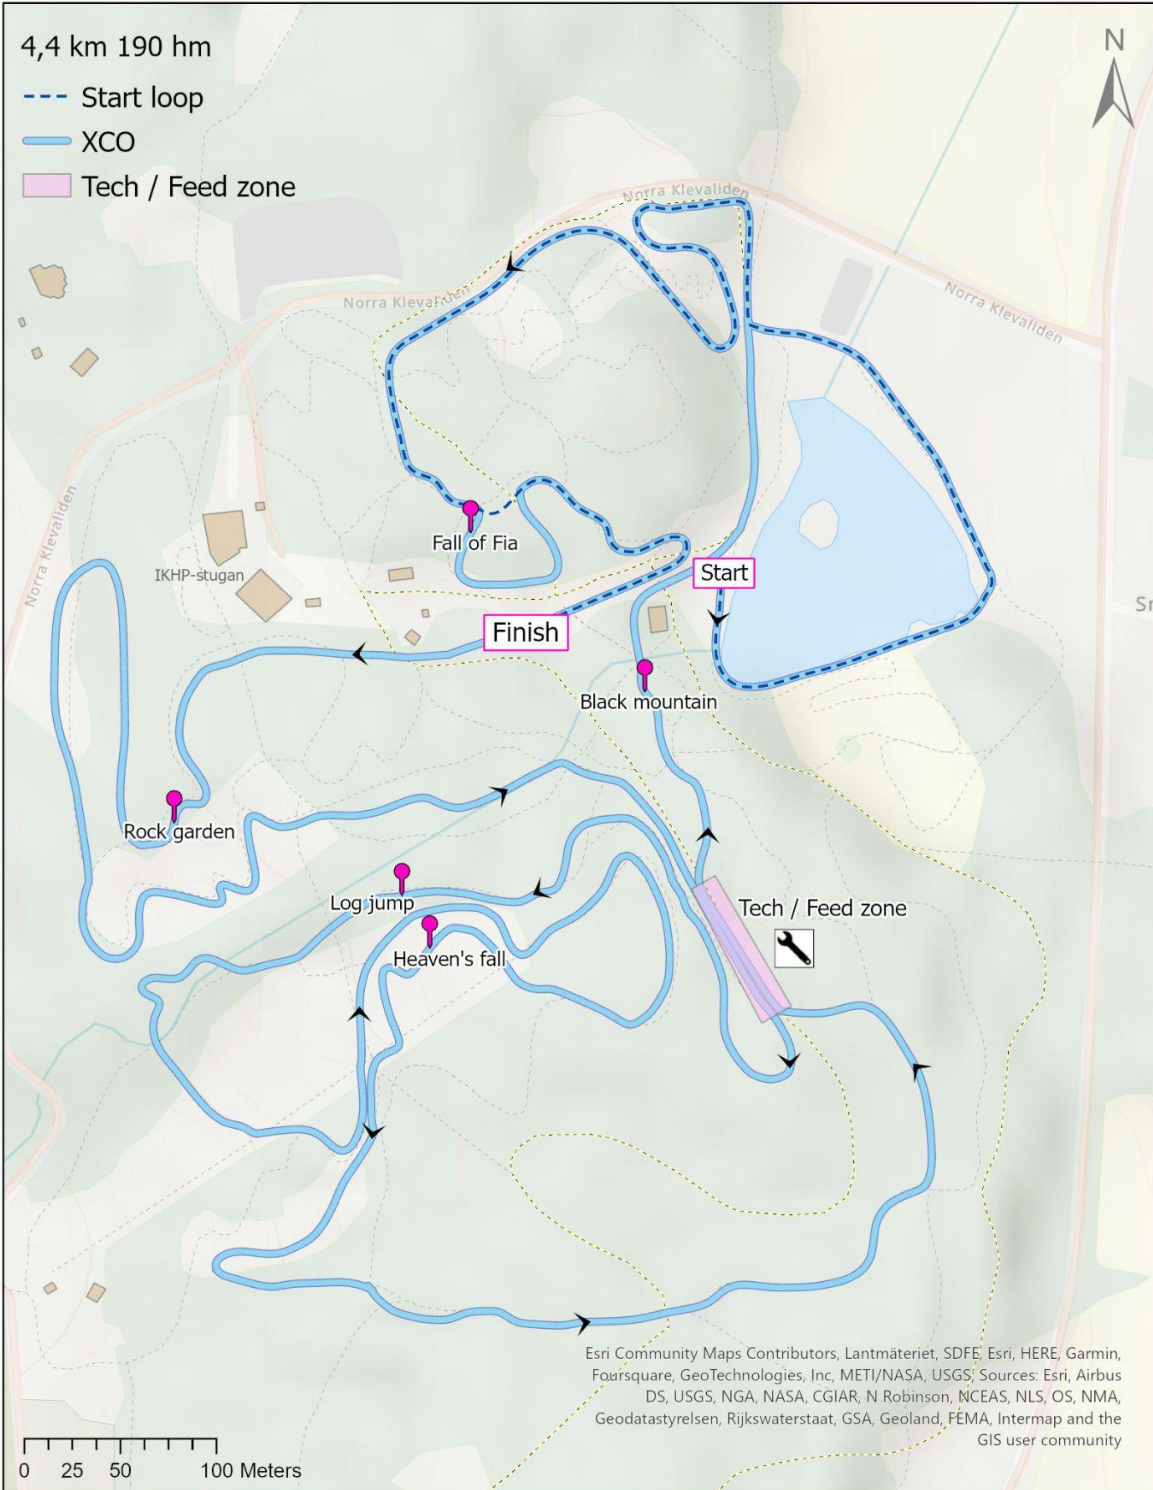 4,4 km 190 hm
Start loop
XCO
Tech / Feed zone
N
Norra Klevaliden
Norra Klevaliden
Norra Klevaliden
Norra Klevaliden
Fall of Fia
IKHP-stugan
Start
Finish
Sr
Black mountain
Rock garden
Log jump
Tech / Feed zone
Heaven's fall
Esri Community Maps Contributors, Lantmäteriet, SDFE, Esri, HERE, Garmin,
Foursquare, GeoTechnologies, Inc, METI/NASA, USGS, Sources: Esri, Airbus
DS, USGS, NGA, NASA, CGIAR, N Robinson, NCEAS, NLS, OS, NMA,
Geodatastyrelsen, Rijkswaterstaat, GSA, Geoland, FEMA, Intermap and the
GIS user community
0 25 50 100 Meters